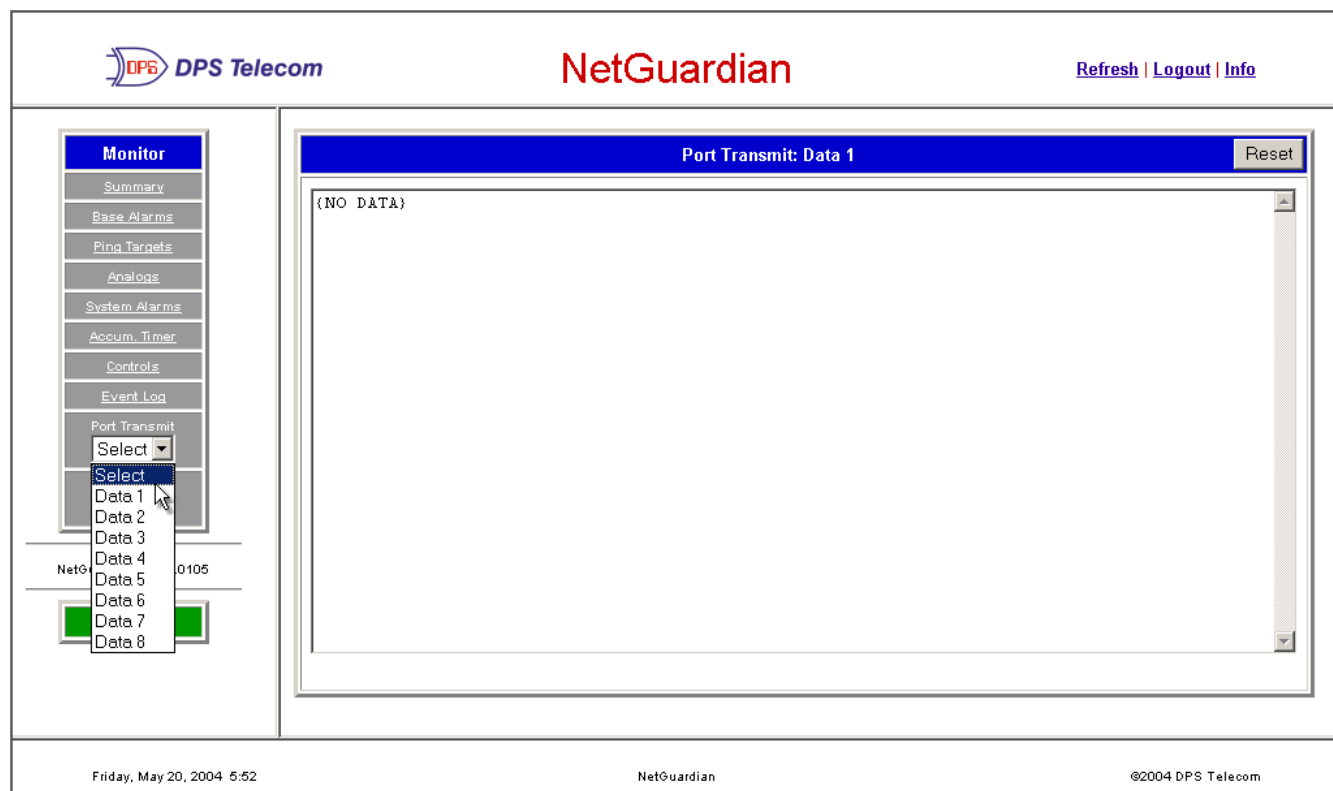 DPS DPS Telecom
NetGuardian
Refresh | Logout | Info
Monitor
Summary
Base Alarms
Ping Targets
Analogs
System Alarms
Accum. Timer
Controls
Event Log
Port Transmit
Select
Select
Data 1
Data 2
Data 3
Data 4
Data 5
Data 6
Data 7
Data 8
.0105
Port Transmit: Data 1
Reset
{NO DATA}
Friday, May 20, 2004 5:52
NetGuardian
©2004 DPS Telecom